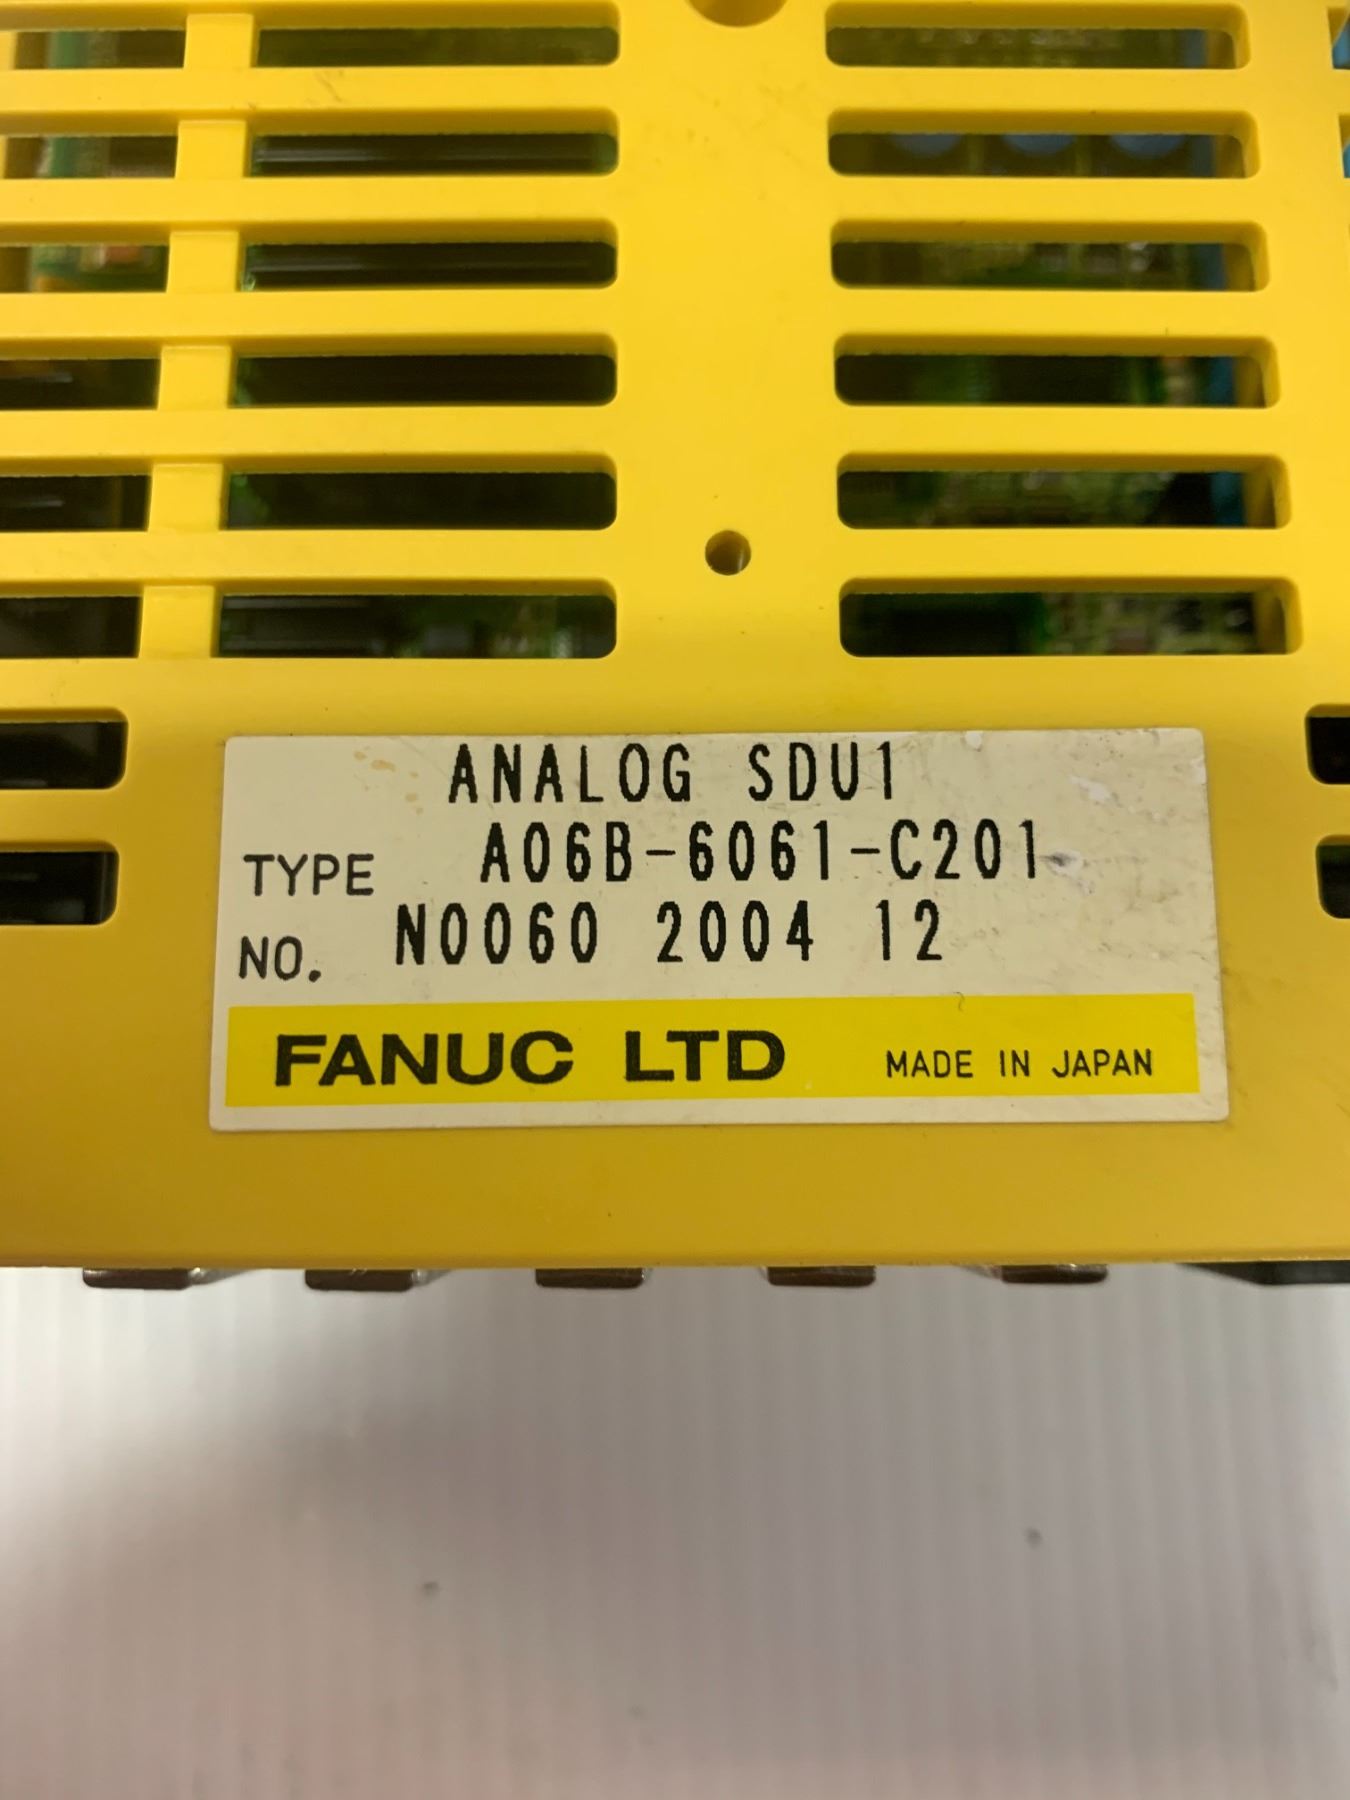 ANALOG SDU1
TYPE A06B-6061-C201
NO. N0060 2004 12
FANUC LTD MADE IN JAPAN